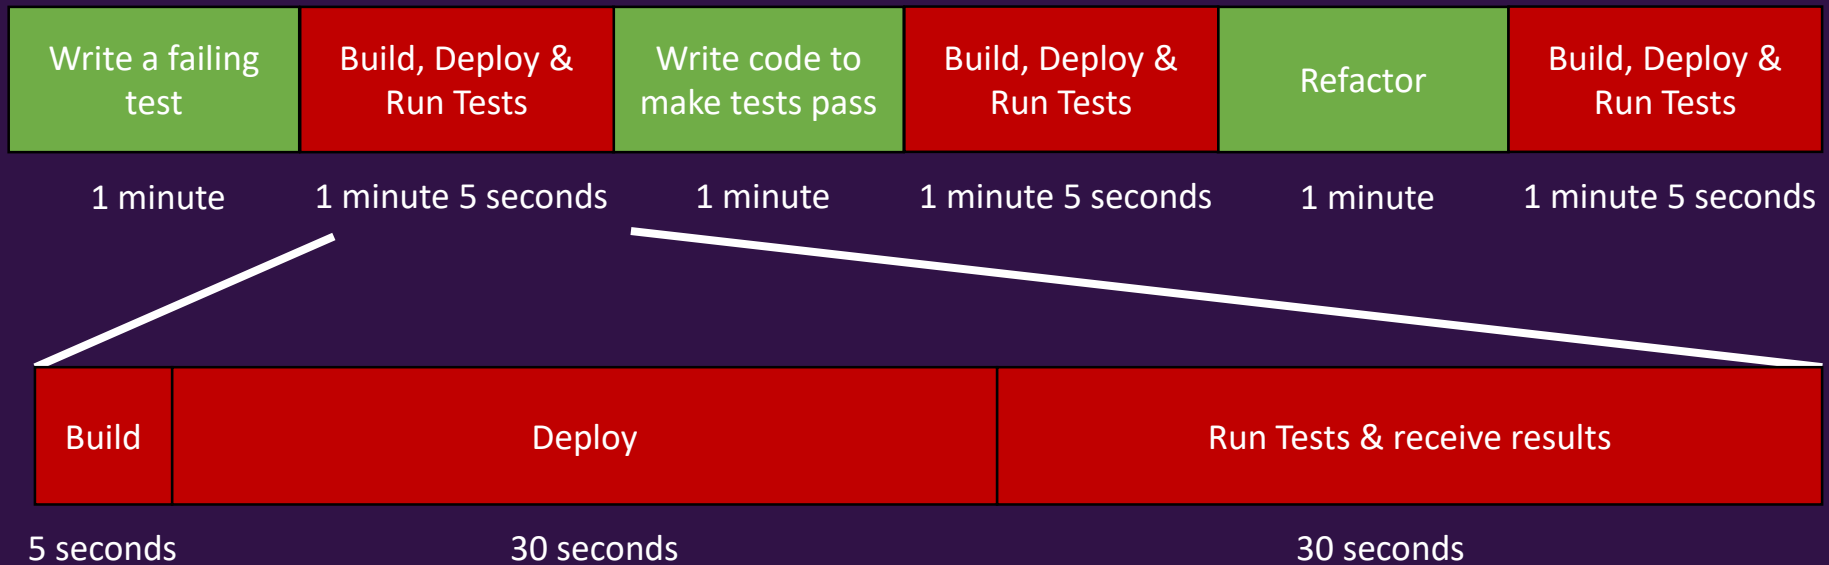 Write a failing
test
Build, Deploy &
Run Tests
Write code to
make tests pass
Build, Deploy &
Run Tests
Refactor
Build, Deploy &
Run Tests
1 minute
1 minute 5 seconds
1 minute
1 minute 5 seconds
1 minute
1 minute 5 seconds
Build
Deploy
Run Tests & receive results
5 seconds
30 seconds
30 seconds